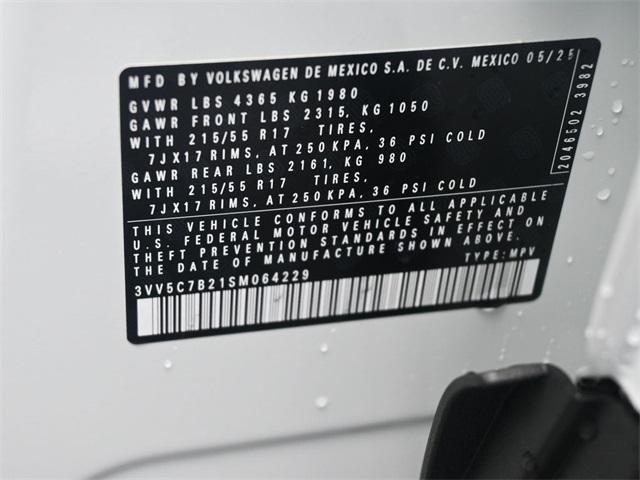 MFD BY VOLKSWAGEN DE MEXICO S.A. DE C.V. MEXICO 05/25
GVWR LBS 4365 KG 1980
GAWR FRONT LBS 2315, KG 1050
WITH 215/55 R17 TIRES,
7JX17 RIMS, AT 250 KPA, 36 PSI COLD
GAWR REAR LBS 2161, KG 980
WITH 215/55 R17 TIRES,
7JX17 RIMS, AT 250 KPA, 36 PSI COLD
THIS VEHICLE CONFORMS TO ALL APPLICABLE
U.S. FEDERAL MOTOR VEHICLE SAFETY AND
THEFT PREVENTION STANDARDS IN EFFECT ON
THE DATE OF MANUFACTURE SHOWN ABOVE.
3VV5C7B21SM064229 TYPE: MPV
2046502 3982